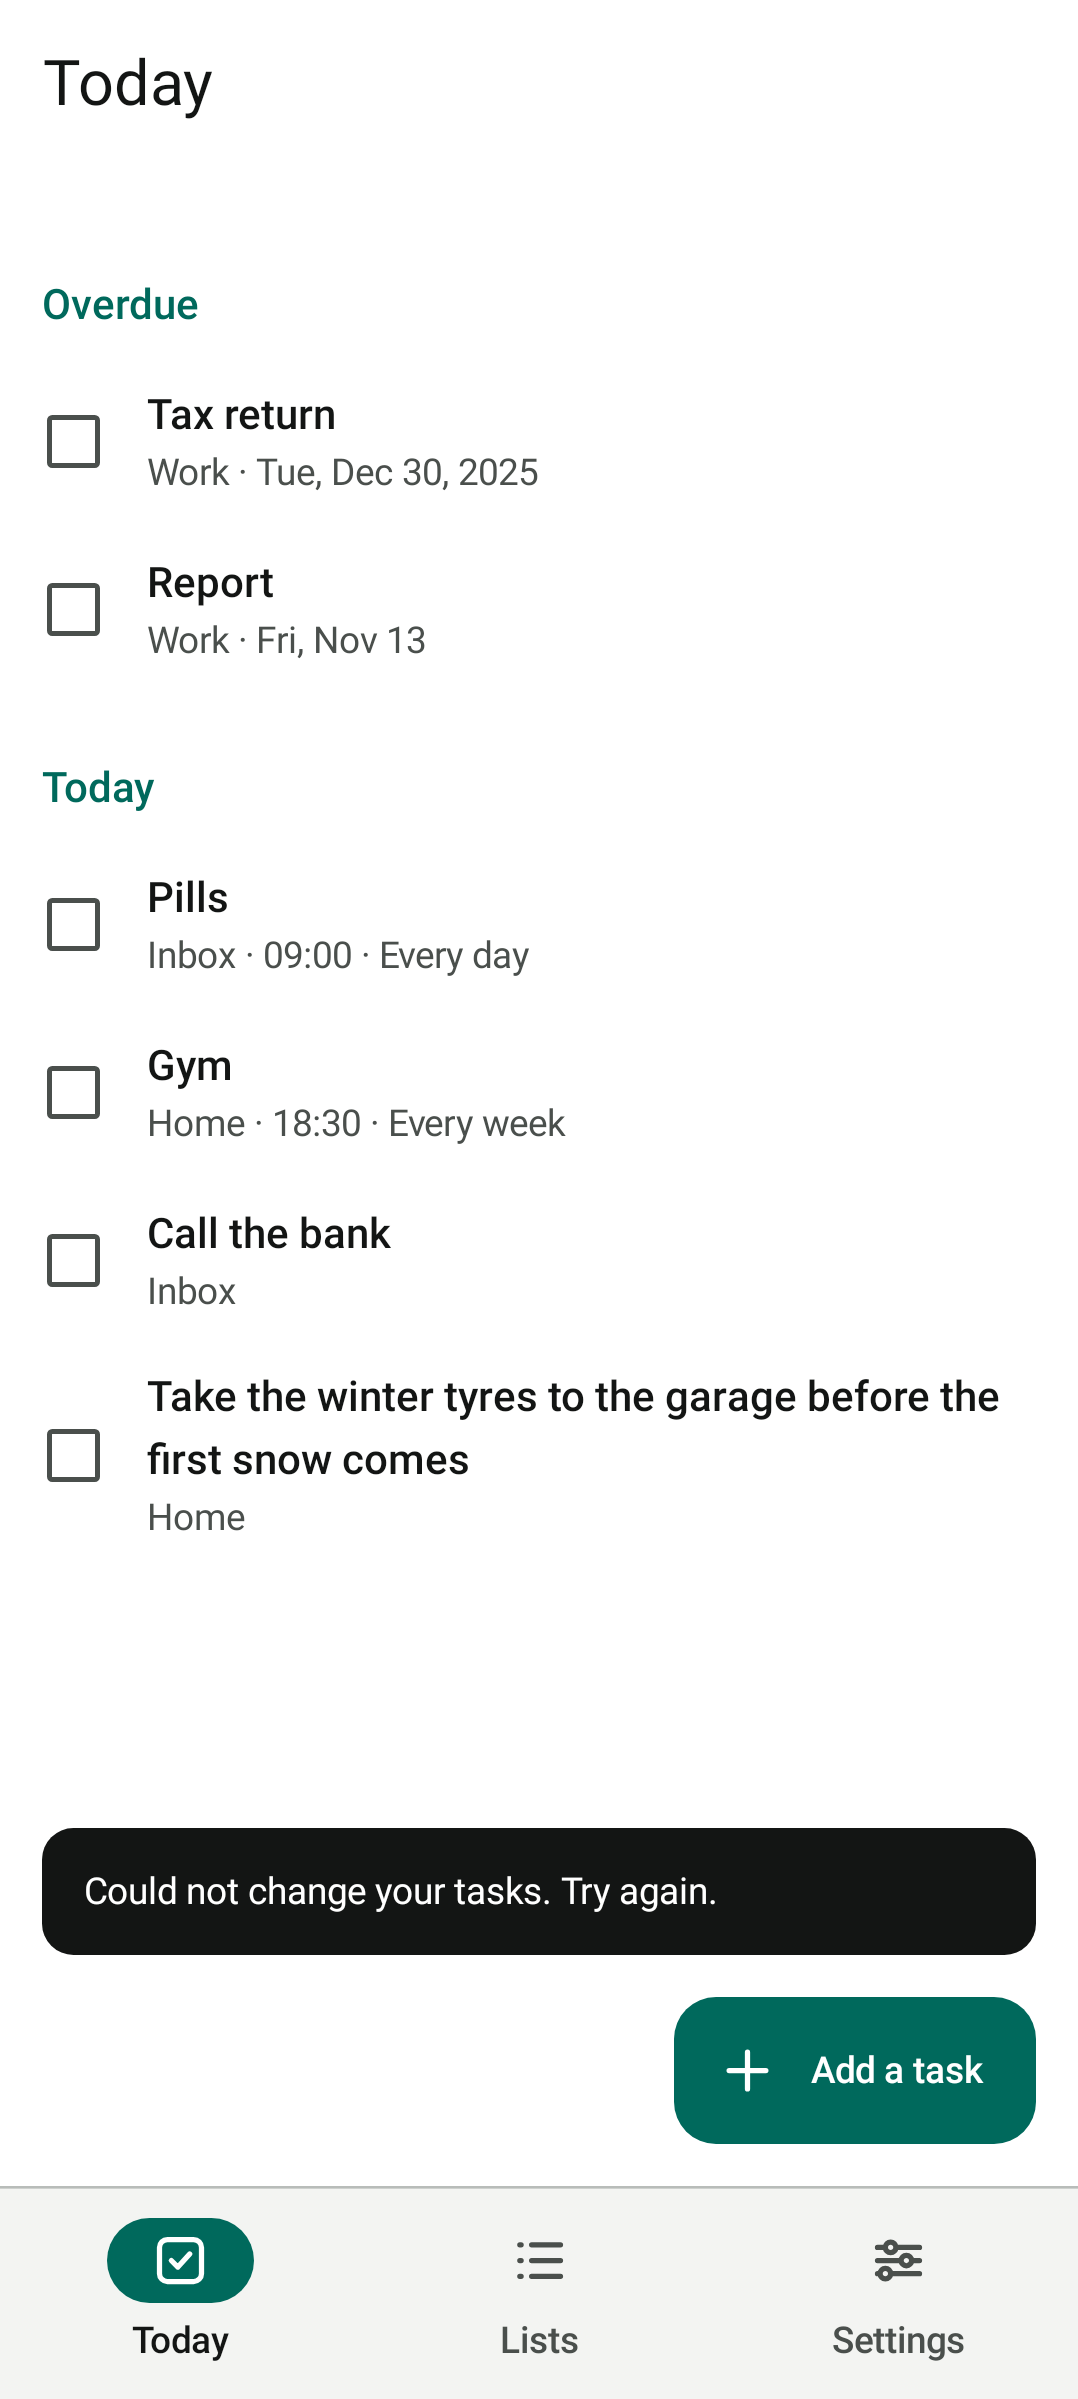 Today
Overdue
Tax return
Work · Tue, Dec 30, 2025
Report
Work · Fri, Nov 13
Today
Pills
Inbox · 09:00 · Every day
Gym
Home · 18:30 · Every week
Call the bank
Inbox
Take the winter tyres to the garage before the
first snow comes
Home
Could not change your tasks. Try again.
Add a task
Today
Lists
Settings